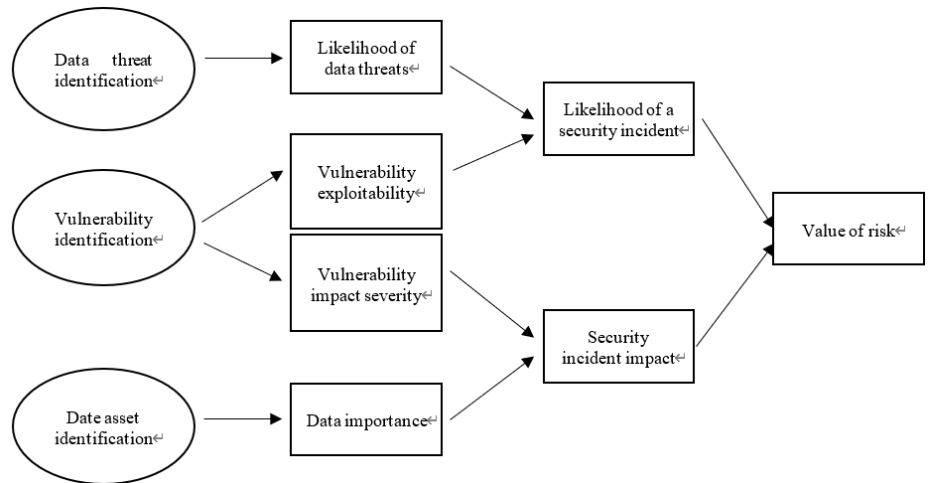 Data threat
identification↵
Likelihood of
data threats↵
Likelihood of a
security incident↵
Vulnerability
exploitability↵
Vulnerability
identification↵
Value of risk↵
Vulnerability
impact severity↵
Security
incident impact↵
Date asset
identification↵
Data importance↵